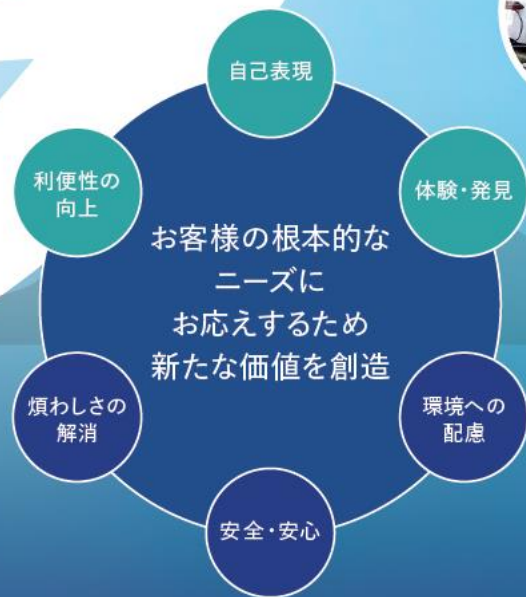 自己表現
利便性の
向上
体験・発見
お客様の根本的な
ニーズに
お応えするため
新たな価値を創造
煩わしさの
解消
環境への
配慮
安全・安心